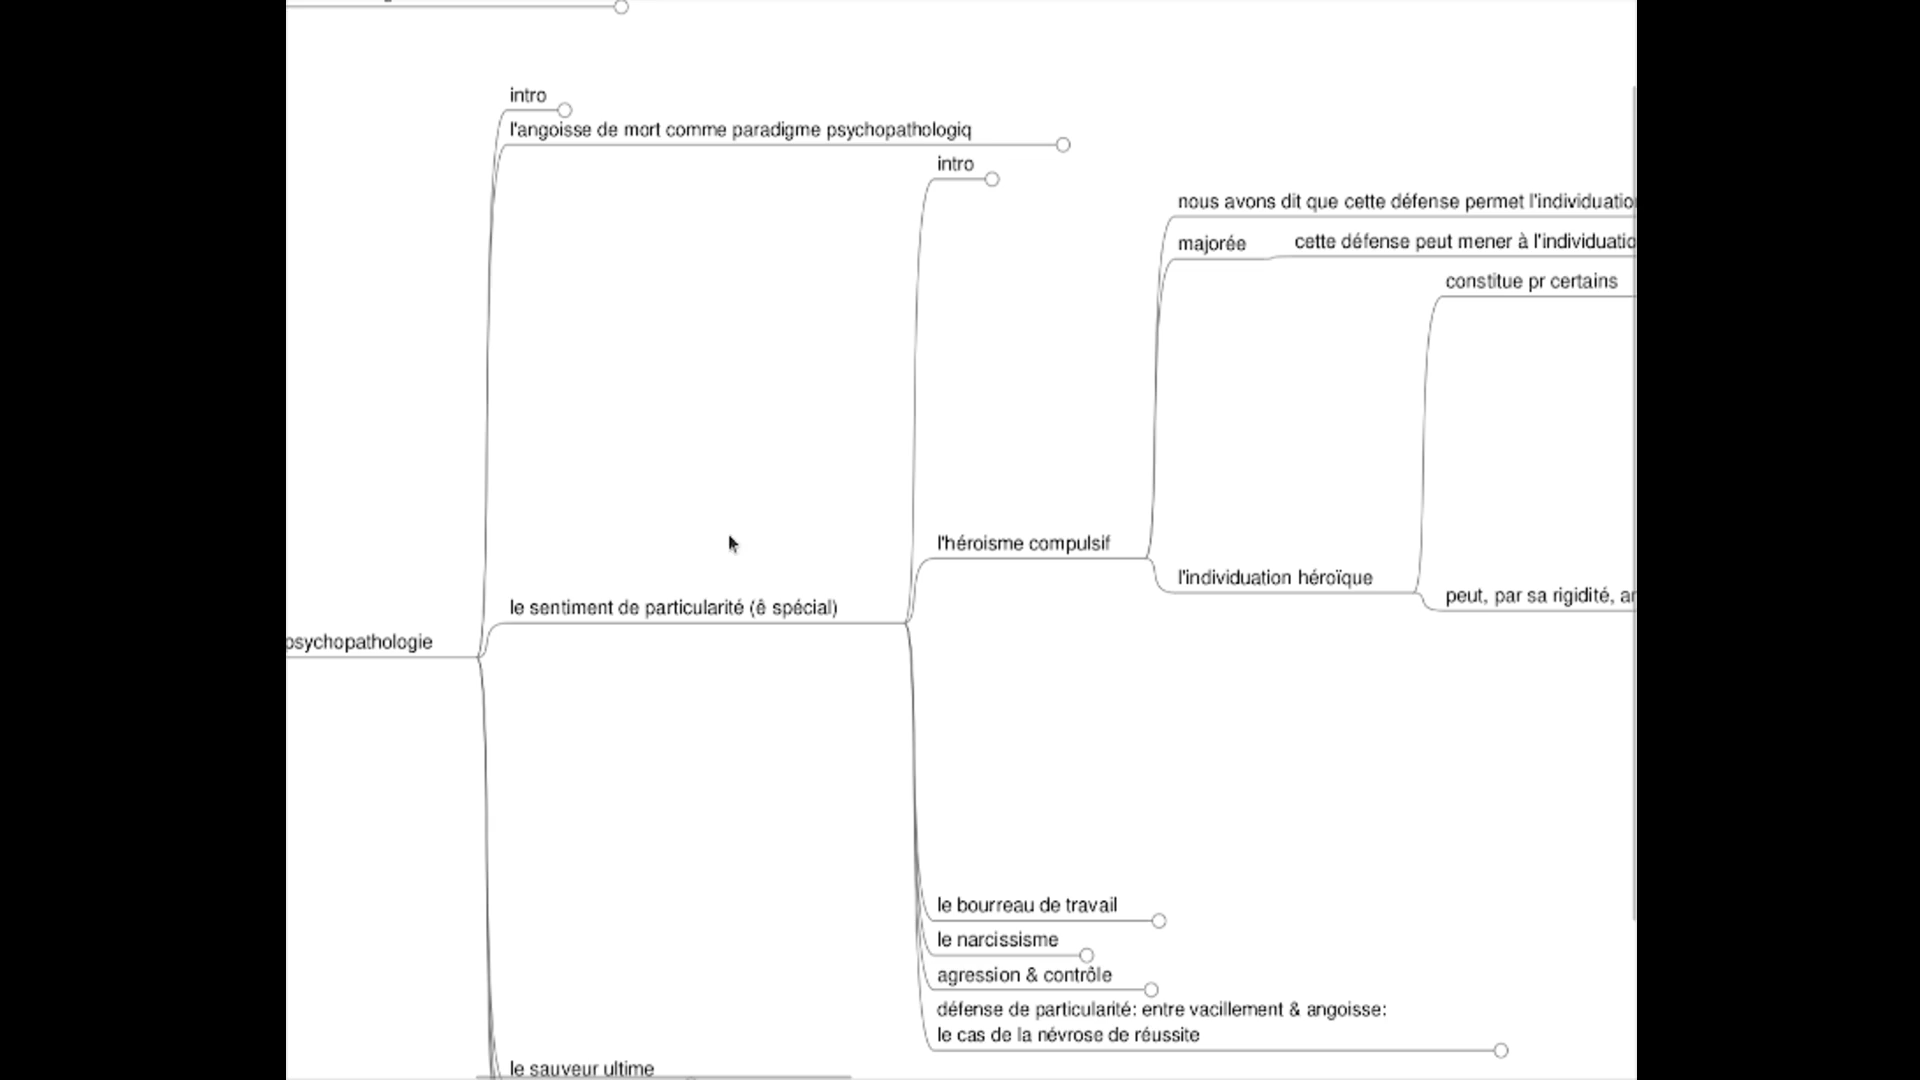 intro
l'angoisse de mort comme paradigme psychopathologiq
intro
nous avons dit que cette défense permet l'individuatio
majorée
cette défense peut mener à l'individuatio
constitue pr certains
l'héroisme compulsif
l'individuation héroïque
peut, par sa rigidité,
le sentiment de particularité (ê spécial)
psychopathologie
le bourreau de travail
le narcissisme
agression & contrôle
défense de particularité: entre vacillement & angoisse:
le cas de la névrose de réussite
le sauveur ultime